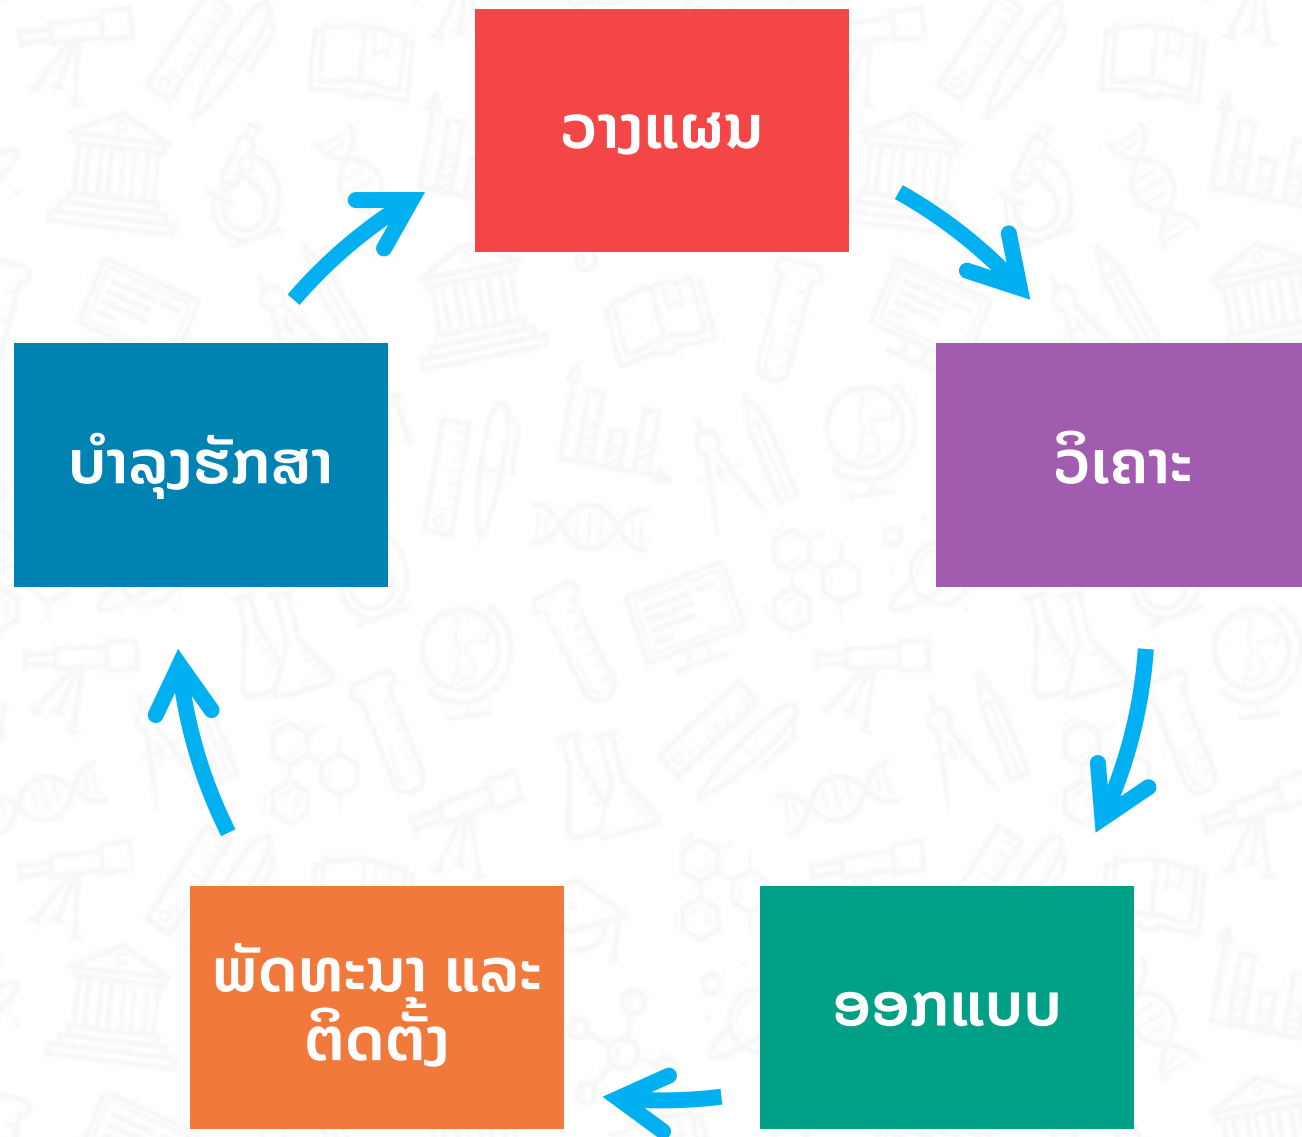 ວາງແຜນ
ວິເຄາະ
ອອກແບບ
ພັດທະນາ ແລະ
ຕິດຕັ້ງ
ບໍາລຸງຮັກສາ